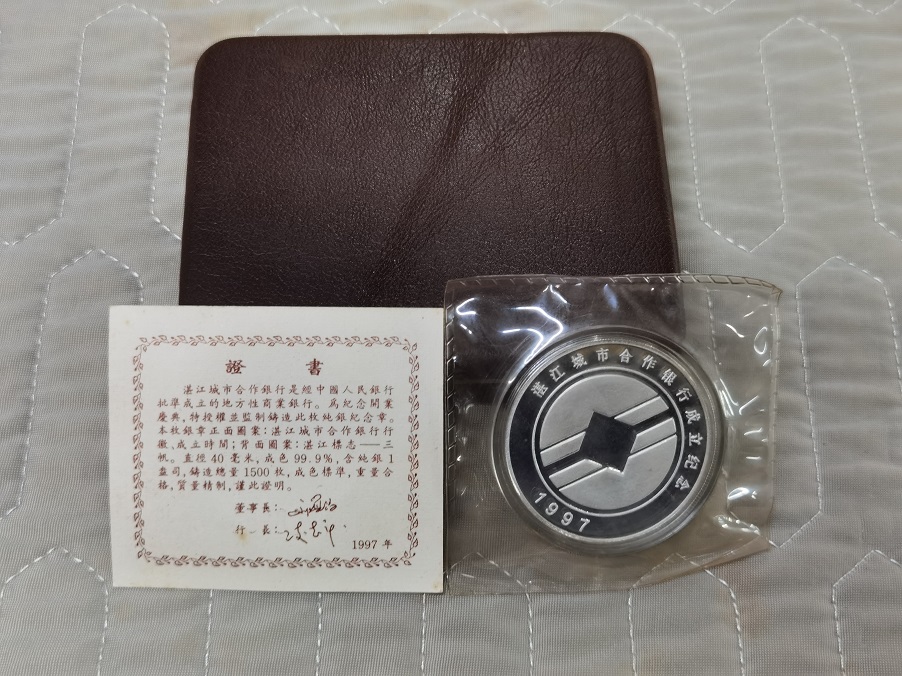 證書
湛江城市合作銀行是經中國人民銀行
批準成立的地方性商業銀行。爲紀念開業
慶典,特授權並監制鑄造此枚純銀紀念章。
本枚銀章正面圖案:湛江城市合作銀行行
徽、成立時間;背面圖案:湛江標志——三
帆。直徑40毫米,成色99.9%,含純銀1
盎司,鑄造總量1500枚,成色標準,重量合
格,質量精制,謹此證明。
董事長:
行長:
1997年
湛江城市合作银行成立纪念
1997